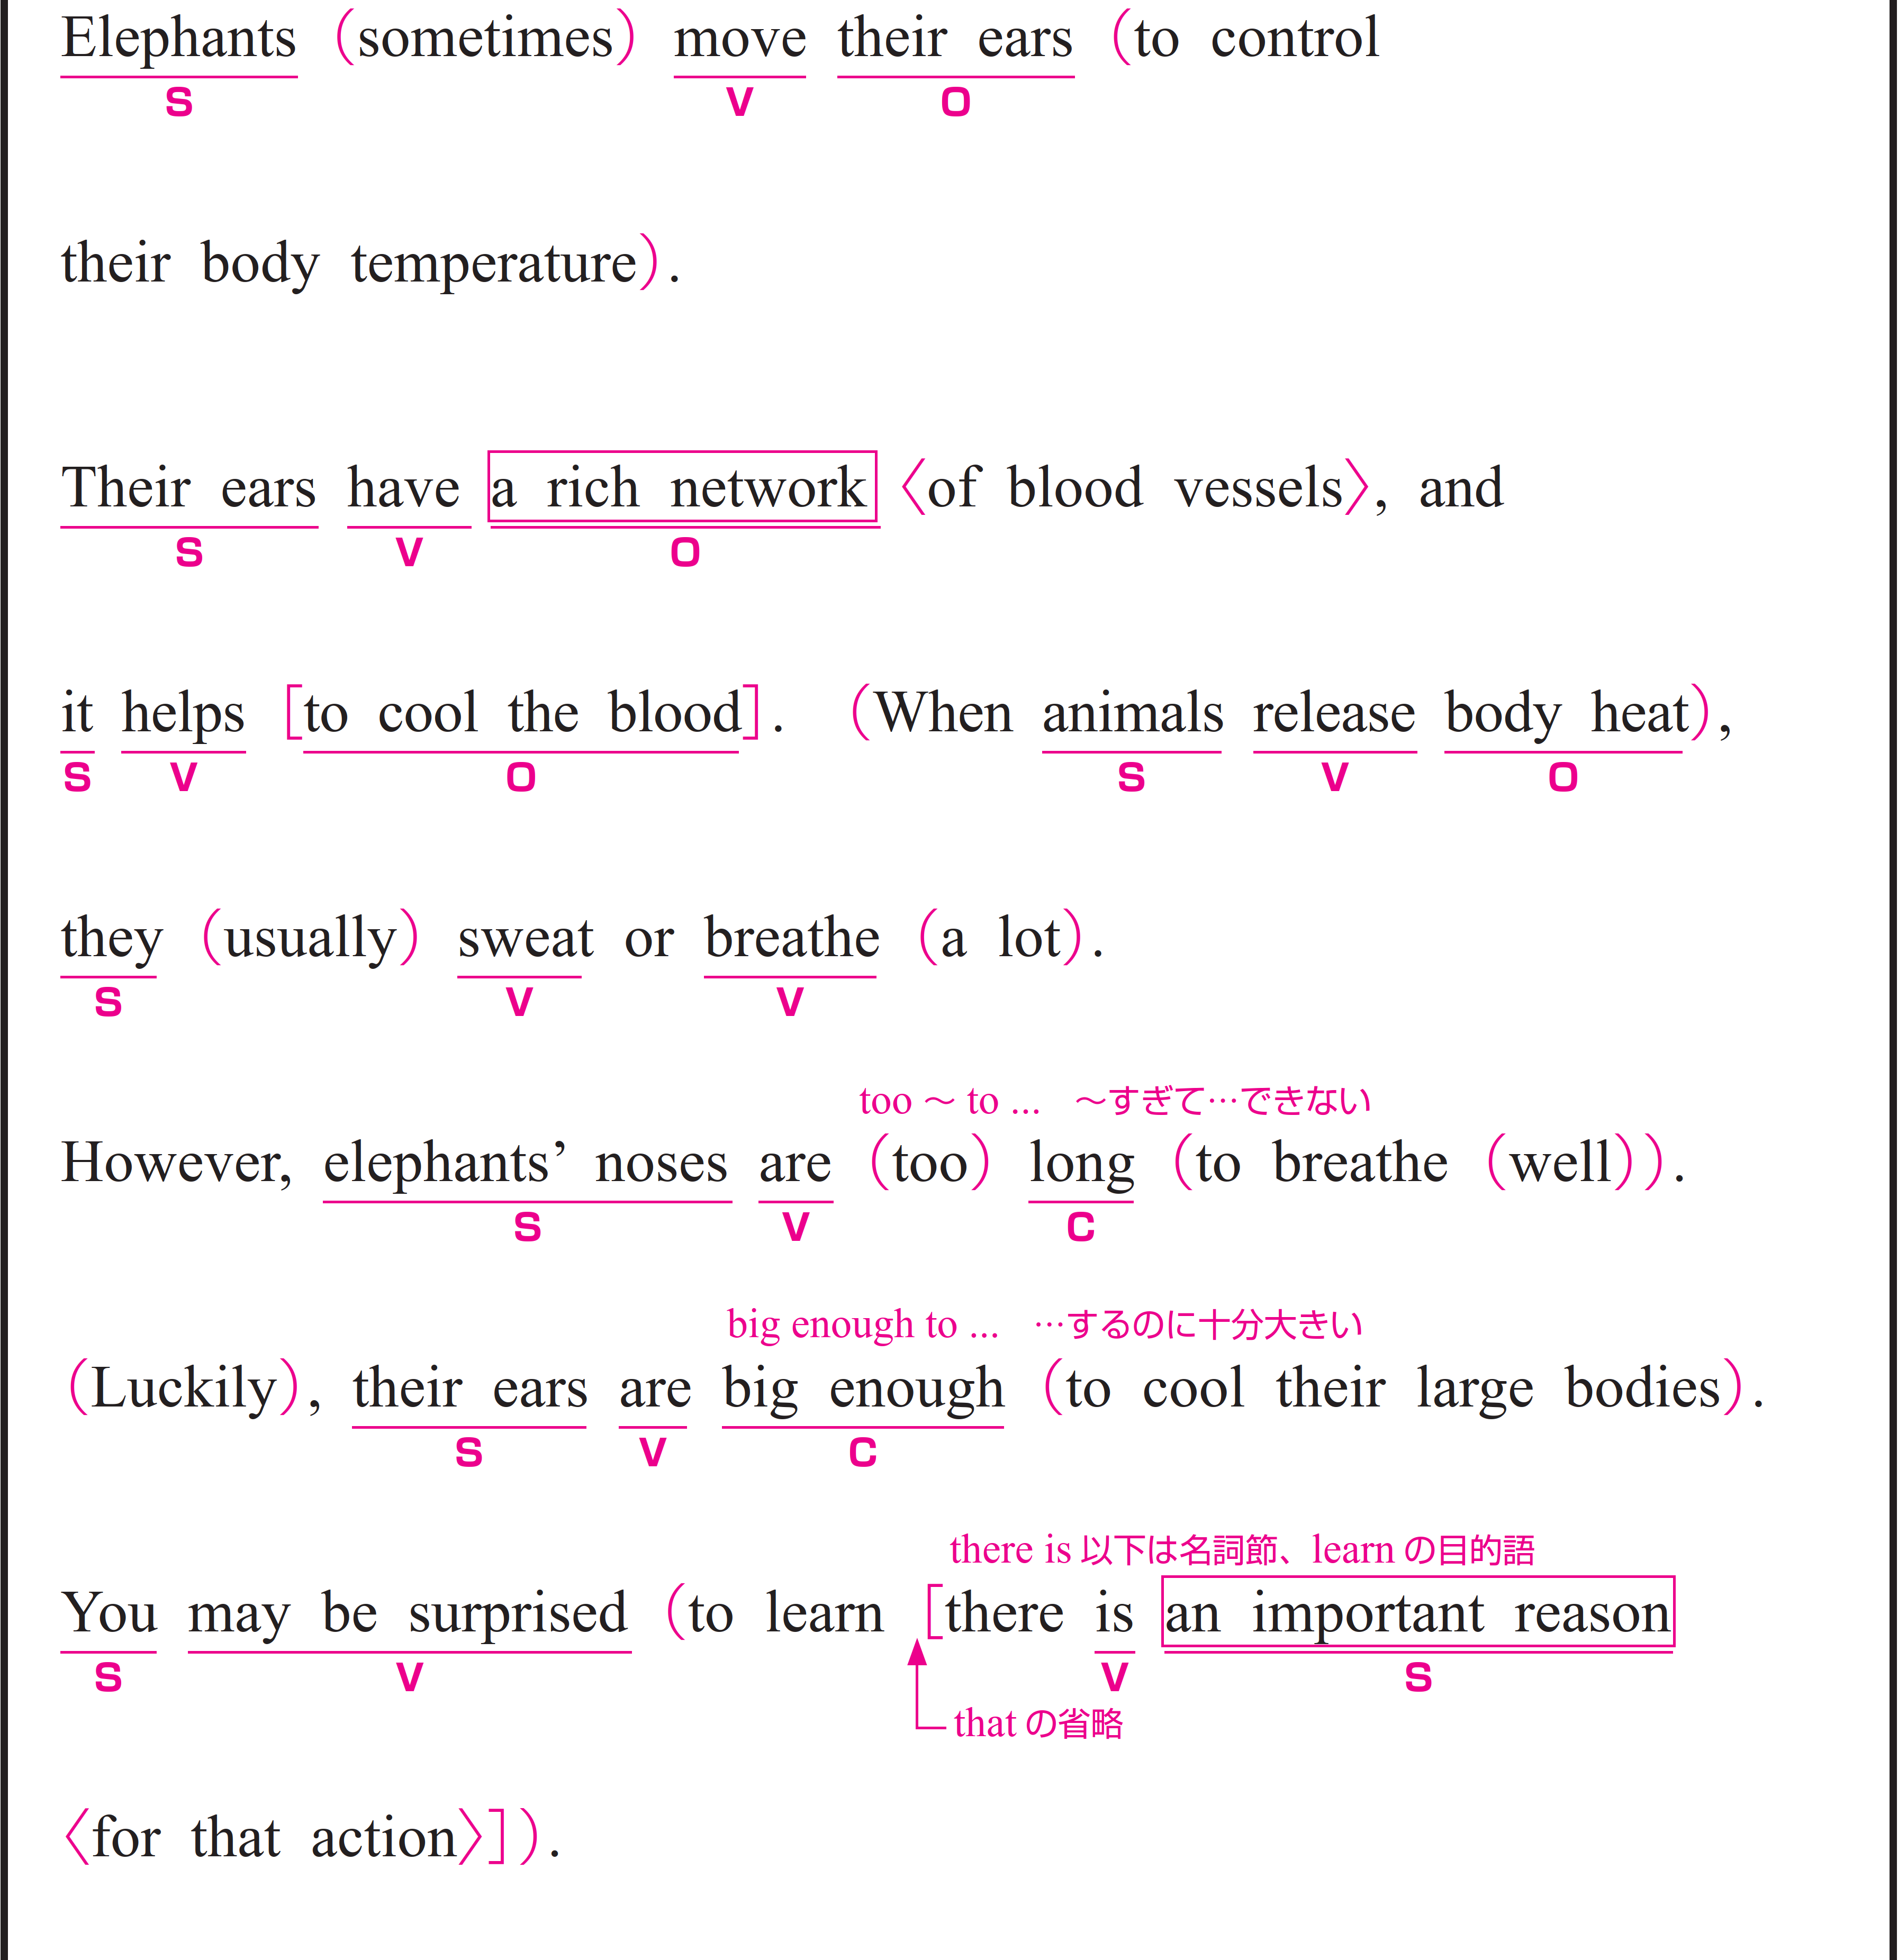 Elephants (sometimes) move their ears (to control
S V O
their body temperature).
Their ears have a rich network 〈of blood vessels〉, and
S V O
it helps [to cool the blood]. (When animals release body heat),
S V O S V O
they (usually) sweat or breathe (a lot).
S V V
too ～ to ... ～すぎて…できない
However, elephants’ noses are (too) long (to breathe (well)).
S V C
big enough to ... …するのに十分大きい
(Luckily), their ears are big enough (to cool their large bodies).
S V C
there is 以下は名詞節、learn の目的語
You may be surprised (to learn [there is an important reason
S V V S
that の省略
〈for that action〉]).